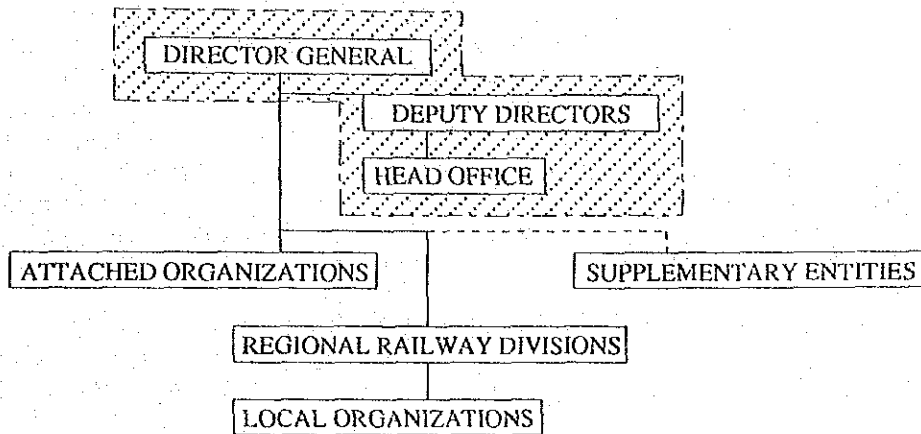 DIRECTOR GENERAL
DEPUTY DIRECTORS
HEAD OFFICE
ATTACHED ORGANIZATIONS
SUPPLEMENTARY ENTITIES
REGIONAL RAILWAY DIVISIONS
LOCAL ORGANIZATIONS